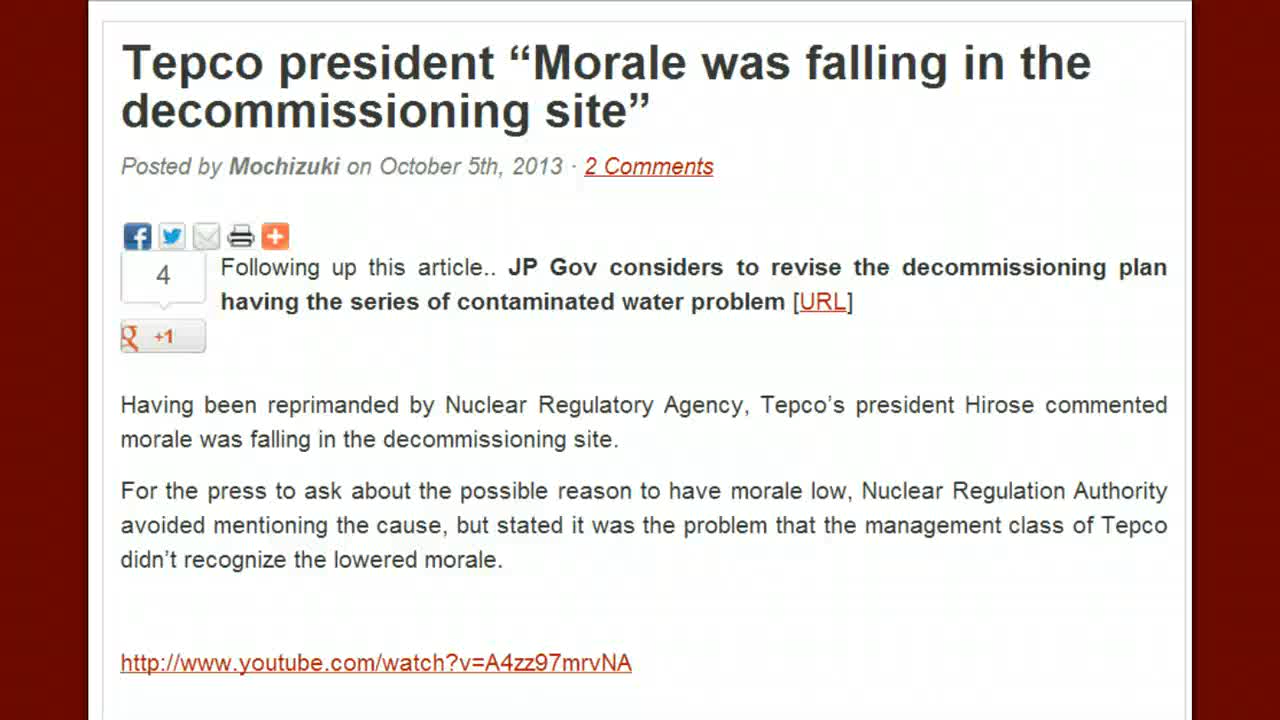 Tepco president “Morale was falling in the
decommissioning site”
Posted by Mochizuki on October 5th, 2013 · 2 Comments
4
Following up this article.. JP Gov considers to revise the decommissioning plan
having the series of contaminated water problem [URL]
+1
Having been reprimanded by Nuclear Regulatory Agency, Tepco’s president Hirose commented
morale was falling in the decommissioning site.
For the press to ask about the possible reason to have morale low, Nuclear Regulation Authority
avoided mentioning the cause, but stated it was the problem that the management class of Tepco
didn’t recognize the lowered morale.
http://www.youtube.com/watch?v=A4zz97mrvNA